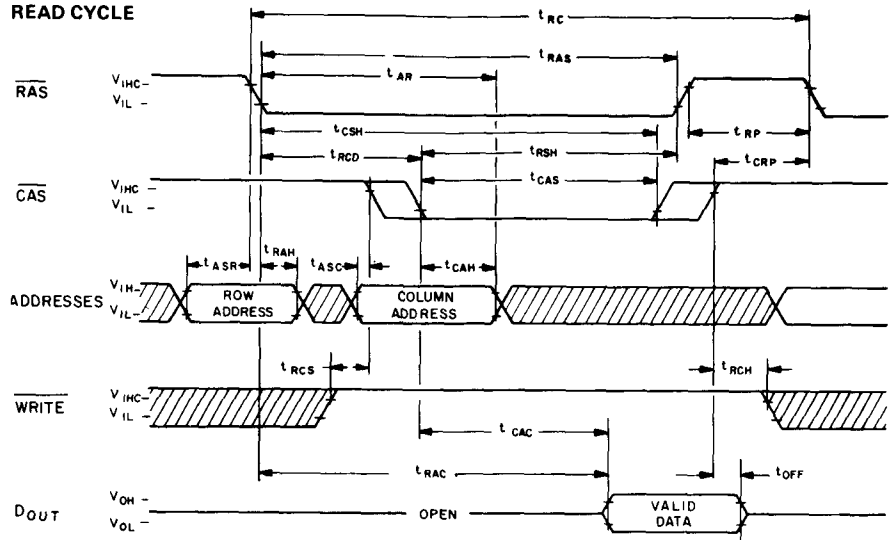 READ CYCLE
tRC
tRAS
tAR
RAS
VIHC
VIL
tCSH
tRP
tRCD
tRSH
tCRP
CAS
VIHC
VIL
tCAS
tASR
tRAH
tASC
tCAH
ADDRESSES
VIH
VIL
ROW
ADDRESS
COLUMN
ADDRESS
tRCS
tRCH
WRITE
VIHC
VIL
tCAC
tRAC
tOFF
DOUT
VOH
VOL
OPEN
VALID
DATA